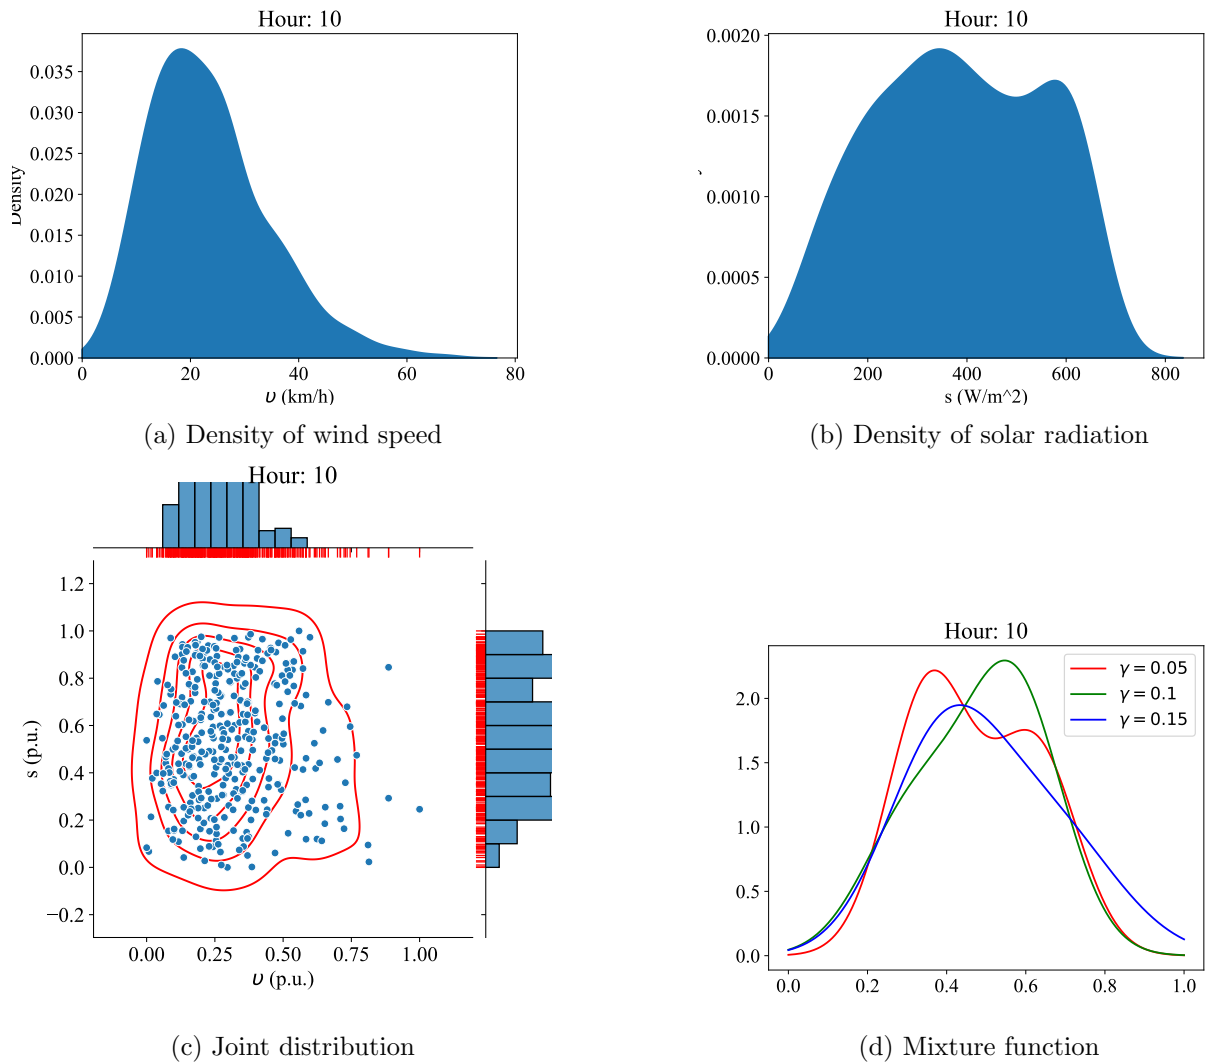 Hour: 10
0.035
0.030
0.025
0.020
0.015
0.010
0.005
0.000
Density
0 20 40 60 80
υ (km/h)
(a) Density of wind speed
Hour: 10
0.0020
0.0015
0.0010
0.0005
0.0000
0 200 400 600 800
s (W/m^2)
(b) Density of solar radiation
Hour: 10
1.2
1.0
0.8
0.6
0.4
0.2
0.0
−0.2
s (p.u.)
0.00 0.25 0.50 0.75 1.00
υ (p.u.)
(c) Joint distribution
Hour: 10
γ = 0.05
γ = 0.1
γ = 0.15
2.0
1.5
1.0
0.5
0.0
0.0 0.2 0.4 0.6 0.8 1.0
(d) Mixture function